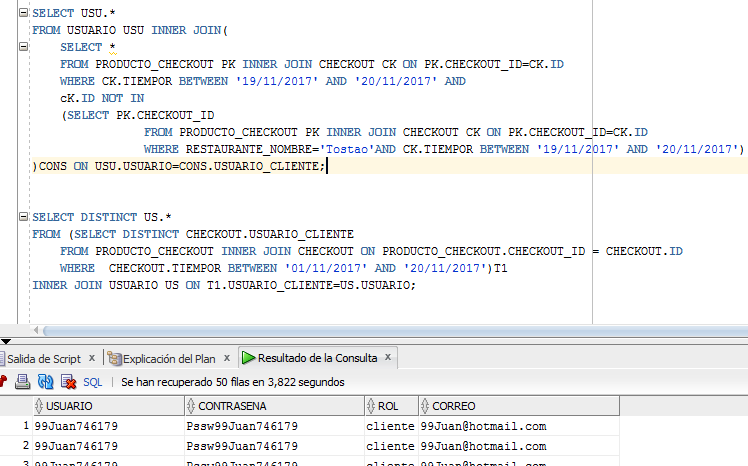 SELECT USU.*
FROM USUARIO USU INNER JOIN(
SELECT *
FROM PRODUCTO_CHECKOUT PK INNER JOIN CHECKOUT CK ON PK.CHECKOUT_ID=CK.ID
WHERE CK.TIEMPOR BETWEEN '19/11/2017' AND '20/11/2017' AND
cK.ID NOT IN
(SELECT PK.CHECKOUT_ID
FROM PRODUCTO_CHECKOUT PK INNER JOIN CHECKOUT CK ON PK.CHECKOUT_ID=CK.ID
WHERE RESTAURANTE_NOMBRE='Tostao'AND CK.TIEMPOR BETWEEN '19/11/2017' AND '20/11/2017')
)CONS ON USU.USUARIO=CONS.USUARIO_CLIENTE;
SELECT DISTINCT US.*
FROM (SELECT DISTINCT CHECKOUT.USUARIO_CLIENTE
FROM PRODUCTO_CHECKOUT INNER JOIN CHECKOUT ON PRODUCTO_CHECKOUT.CHECKOUT_ID = CHECKOUT.ID
WHERE CHECKOUT.TIEMPOR BETWEEN '01/11/2017' AND '20/11/2017')T1
INNER JOIN USUARIO US ON T1.USUARIO_CLIENTE=US.USUARIO;
Salida de Script x Explicación del Plan x Resultado de la Consulta x
SQL | Se han recuperado 50 filas en 3,822 segundos
USUARIO CONTRASENA ROL CORREO
1 99Juan746179 Pssw99Juan746179 cliente 99Juan@hotmail.com
2 99Juan746179 Pssw99Juan746179 cliente 99Juan@hotmail.com
3 99Juan746179 Pssw99Juan746179 cliente 99Juan@hotmail.com